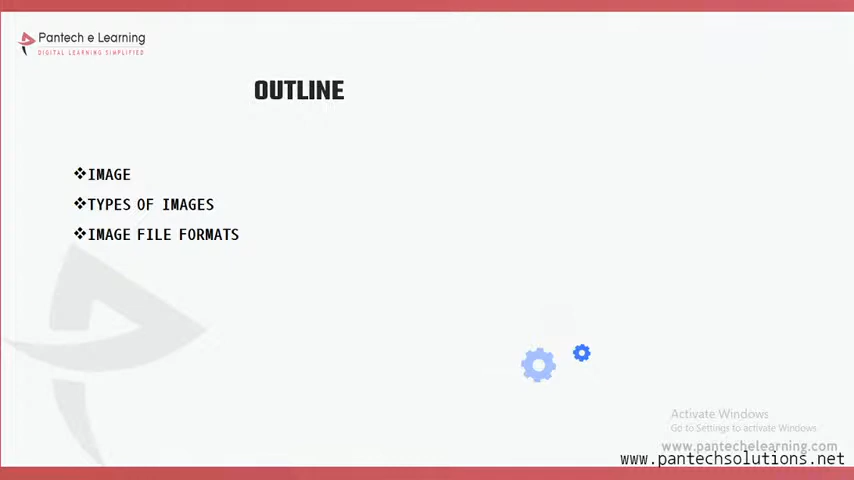 Pantech e Learning
DIGITAL LEARNING SIMPLIFIED
OUTLINE
❖IMAGE
❖TYPES OF IMAGES
❖IMAGE FILE FORMATS
Activate Windows
Go to Settings to activate Windows.
www.pantechelearning.com
www.pantechsolutions.net